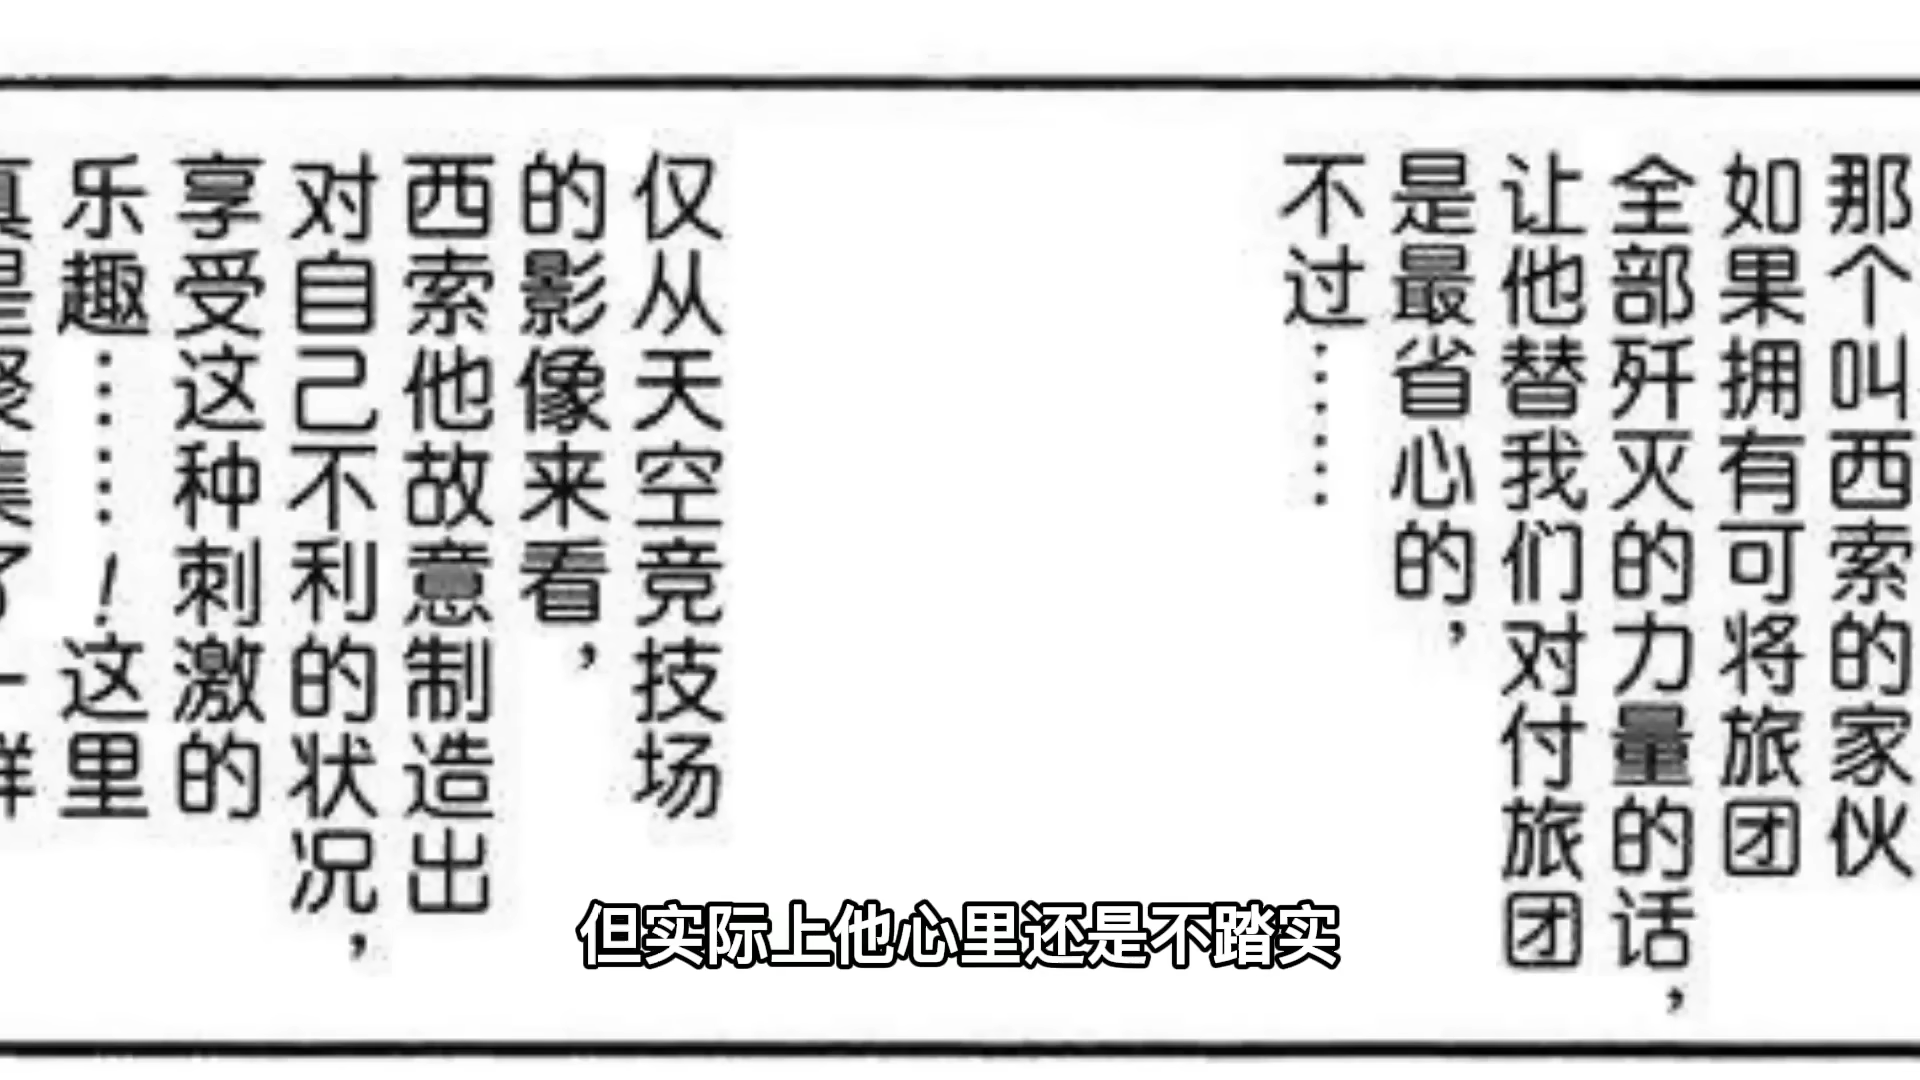 那个叫西索的家伙
如果拥有可将旅团
全部歼灭的力量的话，
让他替我们对付旅团
是最省心的，
不过……
仅从天空竞技场
的影像来看，
西索他故意制造出
对自己不利的状况，
享受这种刺激的
乐趣……！这里
但实际上他心里还是不踏实